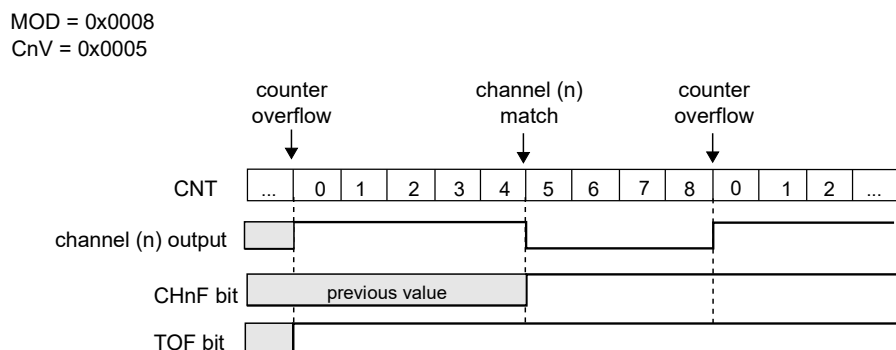 MOD = 0x0008
CnV = 0x0005
counter
overflow
channel (n)
match
counter
overflow
CNT
... 0 1 2 3 4 5 6 7 8 0 1 2 ...
channel (n) output
CHnF bit
previous value
TOF bit